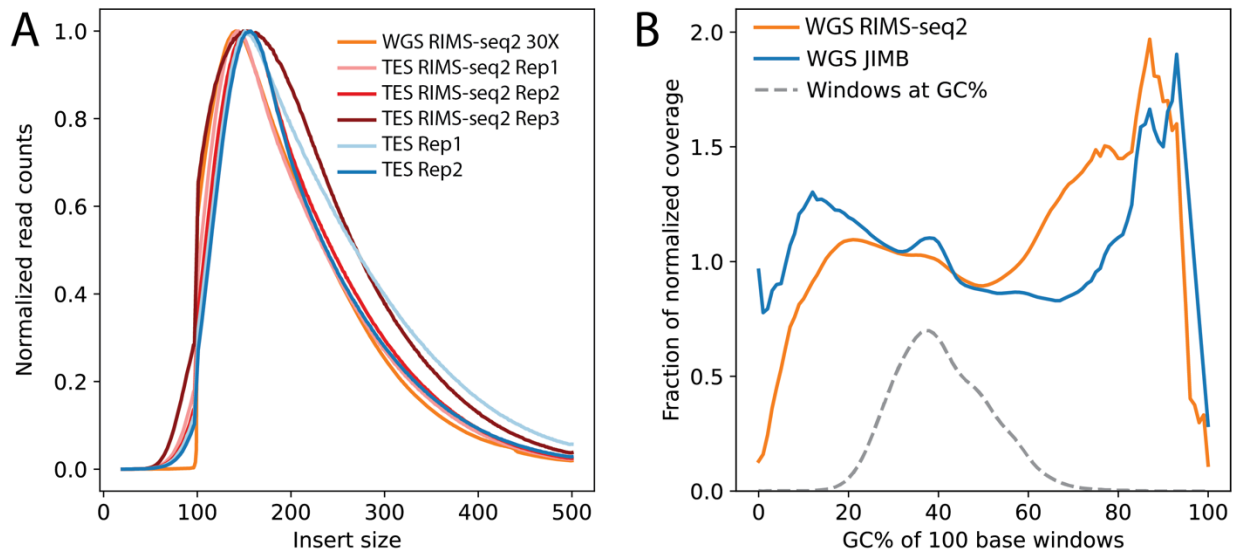 A
Normalized read counts
1.0
0.8
0.6
0.4
0.2
0.0
WGS RIMS-seq2 30X
TES RIMS-seq2 Rep1
TES RIMS-seq2 Rep2
TES RIMS-seq2 Rep3
TES Rep1
TES Rep2
0 100 200 300 400 500
Insert size
B
Fraction of normalized coverage
2.0
1.5
1.0
0.5
0.0
WGS RIMS-seq2
WGS JIMB
Windows at GC%
0 20 40 60 80 100
GC% of 100 base windows